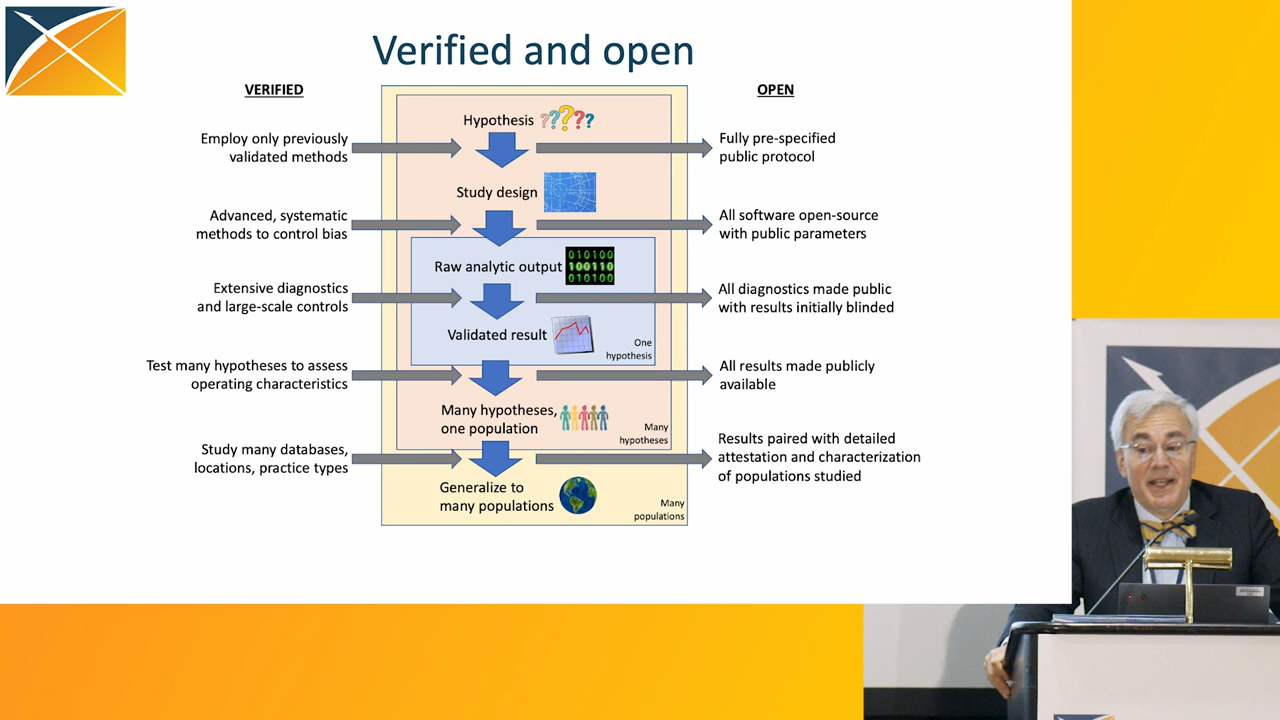 Verified and open
VERIFIED
OPEN
Employ only previously
validated methods
Hypothesis
Fully pre-specified
public protocol
Study design
Advanced, systematic
methods to control bias
All software open-source
with public parameters
Raw analytic output
010100
100110
010100
Extensive diagnostics
and large-scale controls
All diagnostics made public
with results initially blinded
Validated result
One
hypothesis
Test many hypotheses to assess
operating characteristics
All results made publicly
available
Many hypotheses,
one population
Many
hypotheses
Study many databases,
locations, practice types
Results paired with detailed
attestation and characterization
of populations studied
Generalize to
many populations
Many
populations